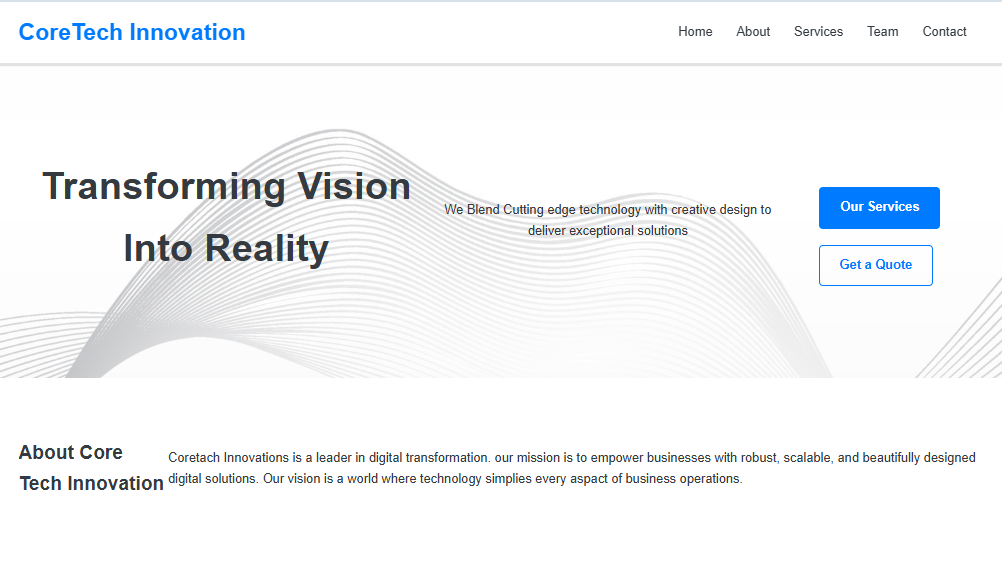 CoreTech Innovation
Home About Services Team Contact
Transforming Vision
Into Reality
We Blend Cutting edge technology with creative design to
deliver exceptional solutions
Our Services
Get a Quote
About Core
Tech Innovation
Coretach Innovations is a leader in digital transformation. our mission is to empower businesses with robust, scalable, and beautifully designed
digital solutions. Our vision is a world where technology simplies every aspact of business operations.